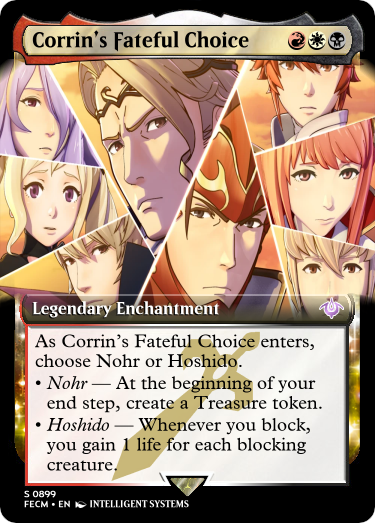 Corrin's Fateful Choice
Legendary Enchantment
As Corrin's Fateful Choice enters,
choose Nohr or Hoshido.
• Nohr — At the beginning of your
end step, create a Treasure token.
• Hoshido — Whenever you block,
you gain 1 life for each blocking
creature.
S 0899
FECM • EN INTELLIGENT SYSTEMS